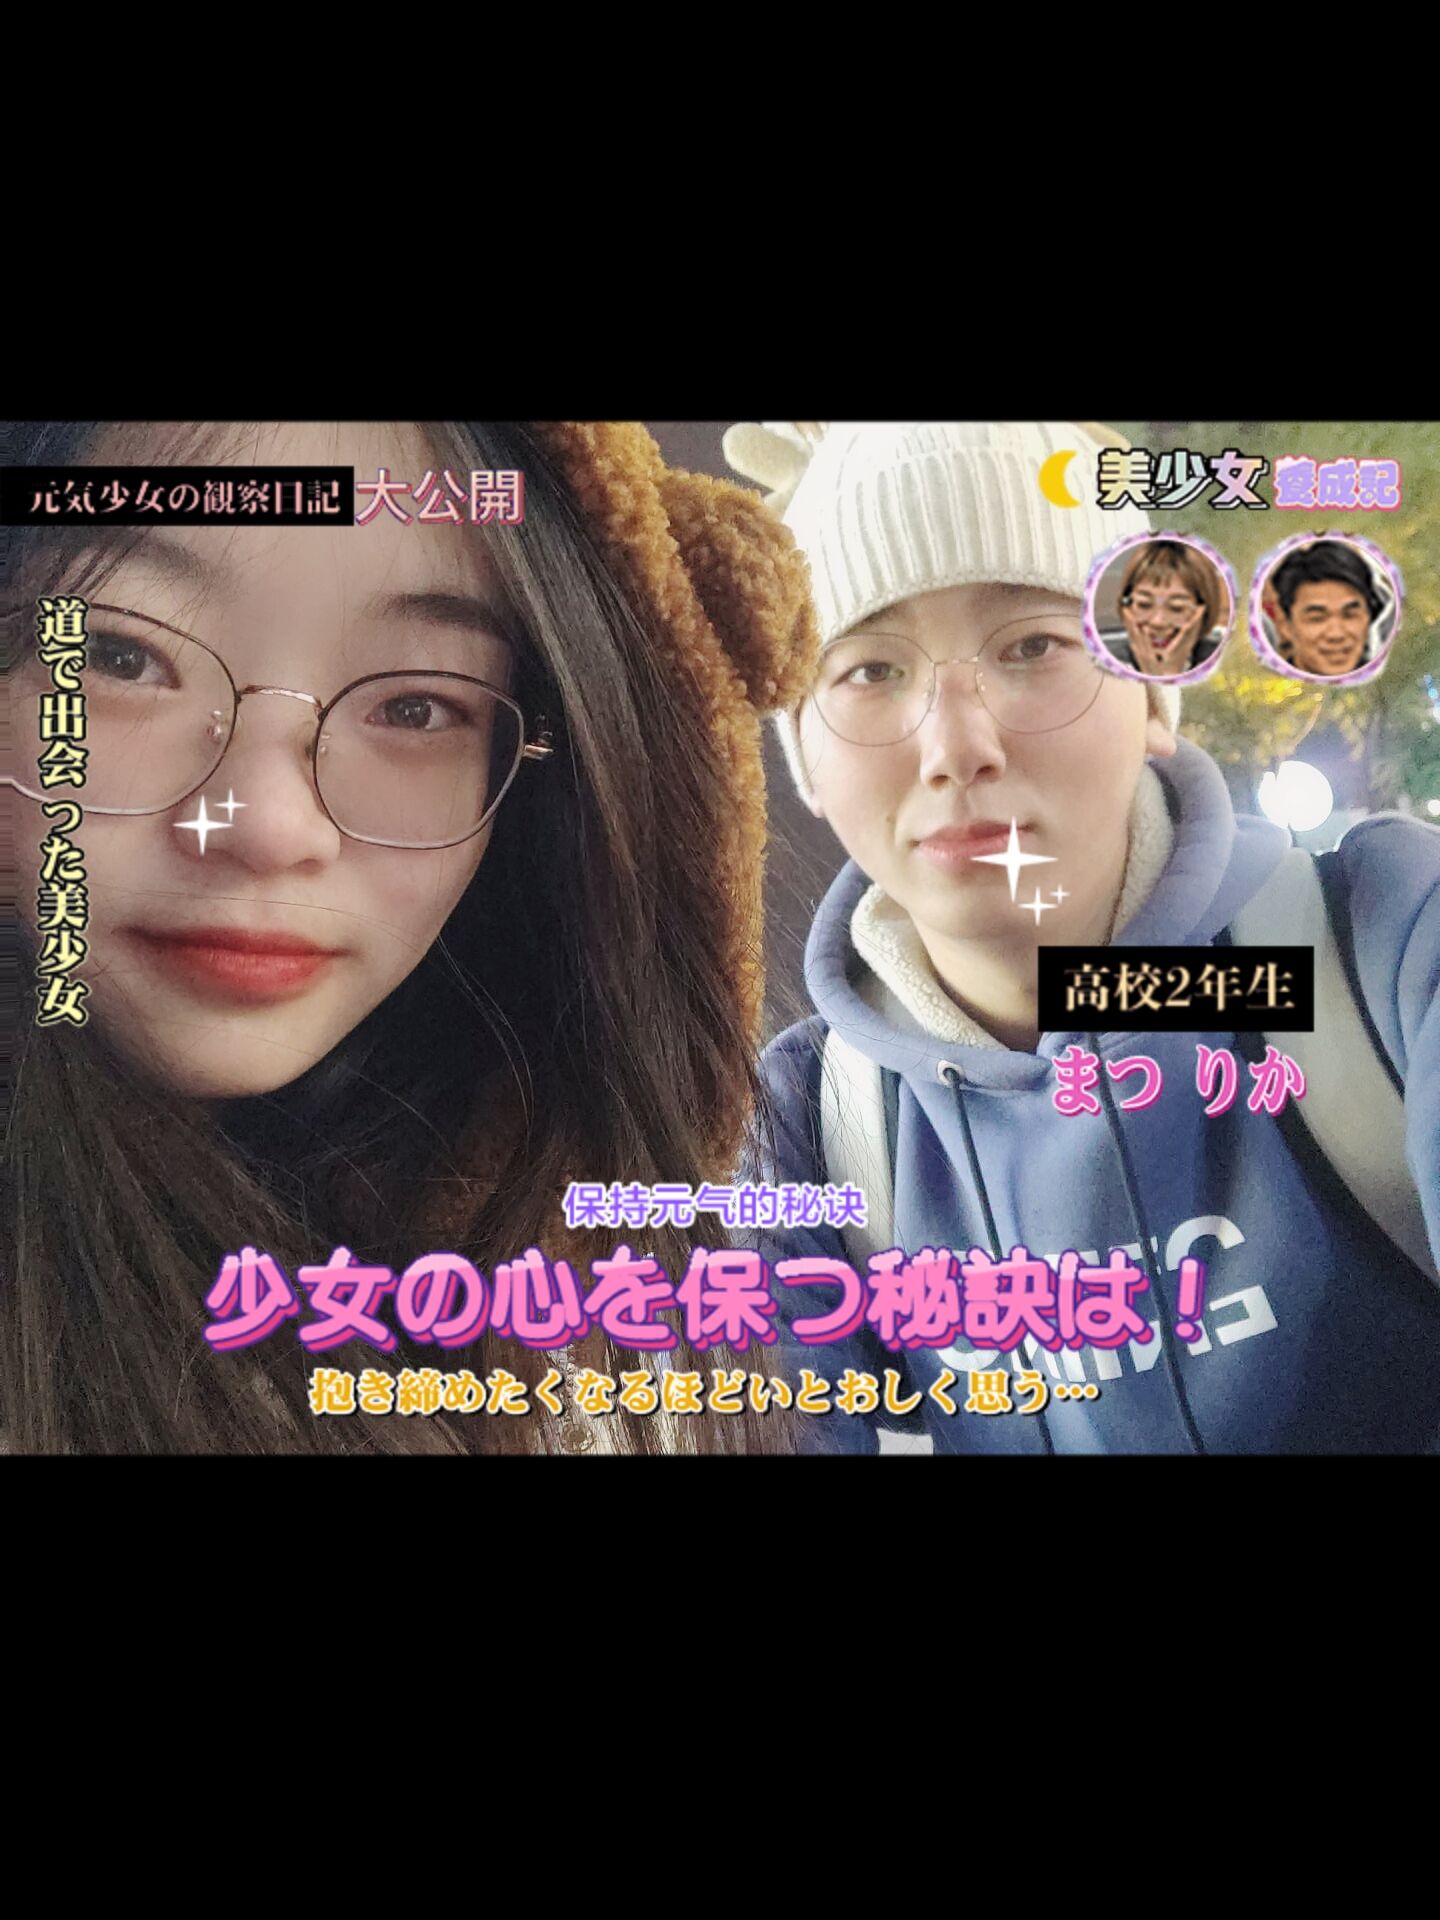 元気少女の観察日記大公開
美少女養成記
道で出会った美少女
高校2年生
まつ りか
保持元气的秘诀
少女の心を保つ秘訣は！
抱き締めたくなるほどいとおしく思う…